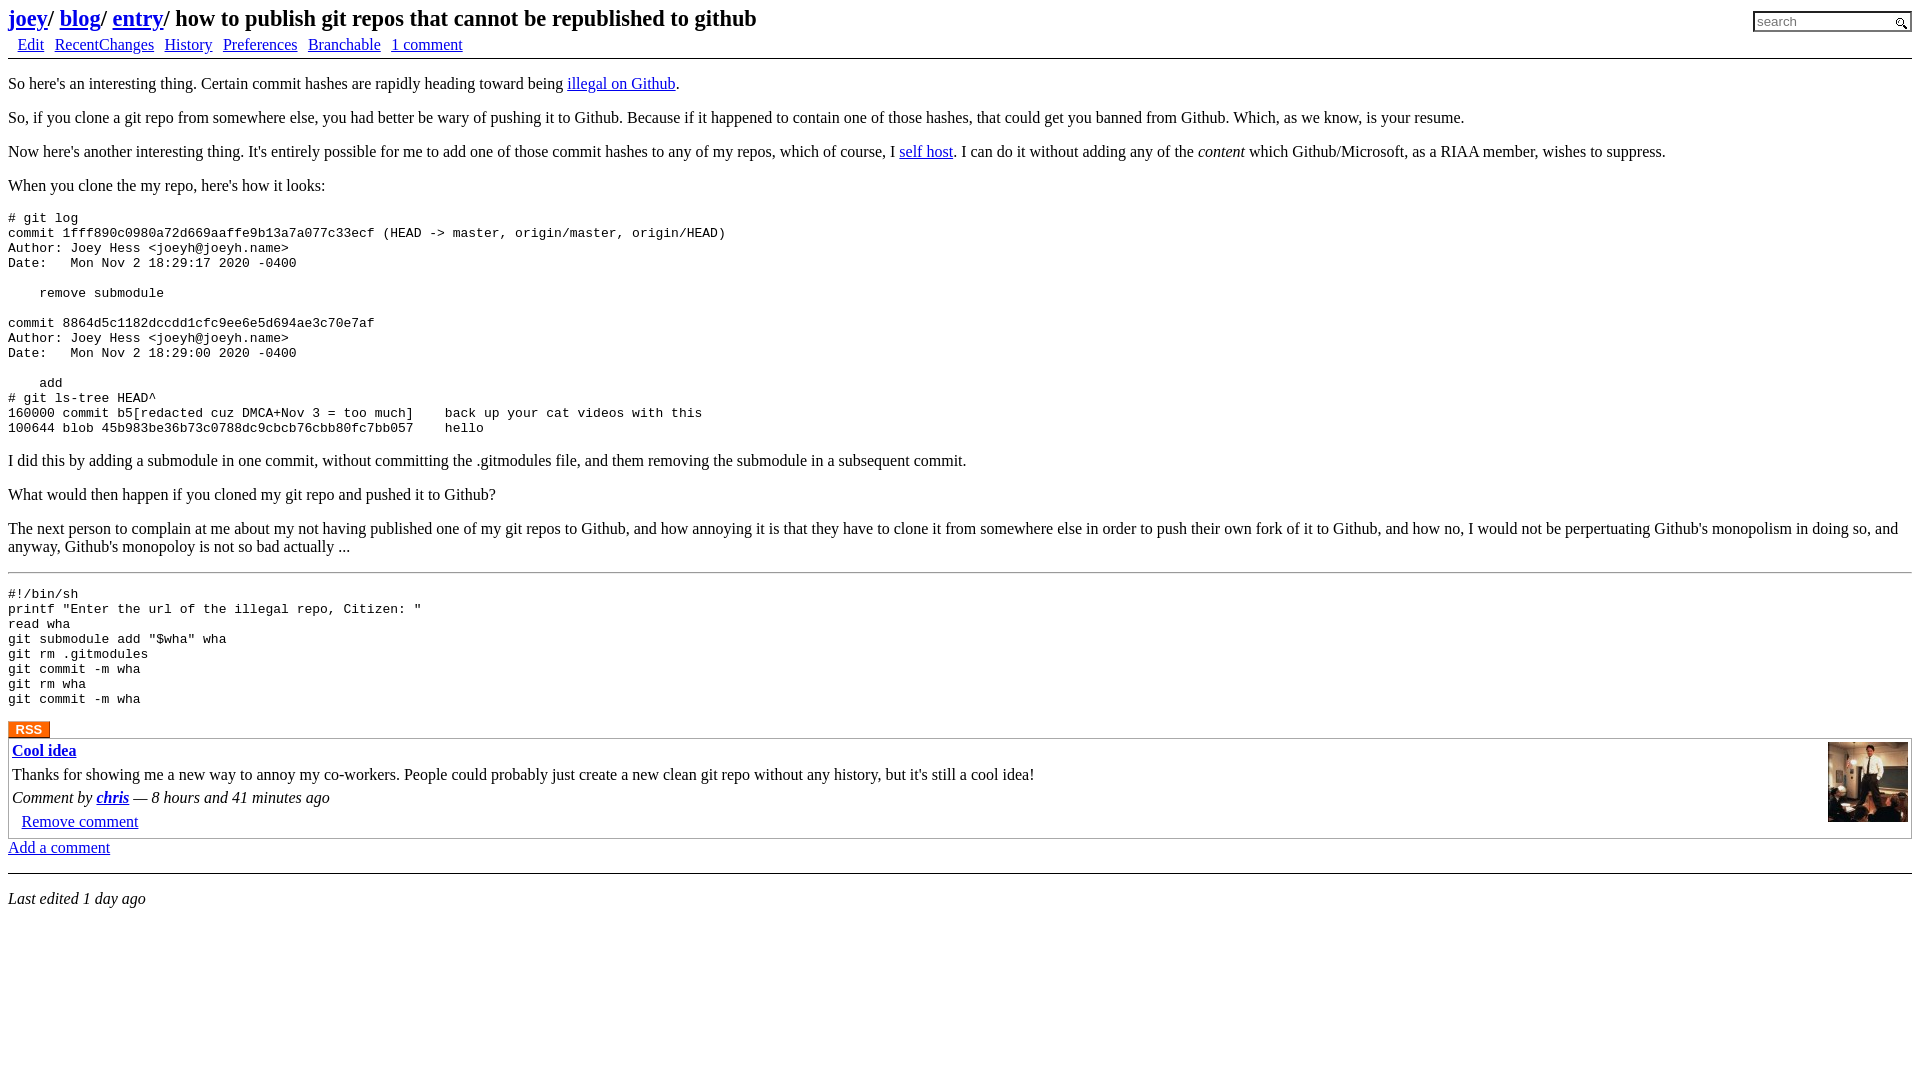 joey/ blog/ entry/ how to publish git repos that cannot be republished to github
search
Edit RecentChanges History Preferences Branchable 1 comment
So here's an interesting thing. Certain commit hashes are rapidly heading toward being illegal on Github.
So, if you clone a git repo from somewhere else, you had better be wary of pushing it to Github. Because if it happened to contain one of those hashes, that could get you banned from Github. Which, as we know, is your resume.
Now here's another interesting thing. It's entirely possible for me to add one of those commit hashes to any of my repos, which of course, I self host. I can do it without adding any of the content which Github/Microsoft, as a RIAA member, wishes to suppress.
When you clone the my repo, here's how it looks:
# git log
commit 1fff890c0980a72d669aaffe9b13a7a077c33ecf (HEAD -> master, origin/master, origin/HEAD)
Author: Joey Hess <joeyh@joeyh.name>
Date:   Mon Nov 2 18:29:17 2020 -0400
    remove submodule
commit 8864d5c1182dccdd1cfc9ee6e5d694ae3c70e7af
Author: Joey Hess <joeyh@joeyh.name>
Date:   Mon Nov 2 18:29:00 2020 -0400
    add
# git ls-tree HEAD^
160000 commit b5[redacted cuz DMCA+Nov 3 = too much]    back up your cat videos with this
100644 blob 45b983be36b73c0788dc9cbcb76cbb80fc7bb057    hello
I did this by adding a submodule in one commit, without committing the .gitmodules file, and them removing the submodule in a subsequent commit.
What would then happen if you cloned my git repo and pushed it to Github?
The next person to complain at me about my not having published one of my git repos to Github, and how annoying it is that they have to clone it from somewhere else in order to push their own fork of it to Github, and how no, I would not be perpertuating Github's monopolism in doing so, and
anyway, Github's monopoloy is not so bad actually ...
#!/bin/sh
printf "Enter the url of the illegal repo, Citizen: "
read wha
git submodule add "$wha" wha
git rm .gitmodules
git commit -m wha
git rm wha
git commit -m wha
RSS
Cool idea
Thanks for showing me a new way to annoy my co-workers. People could probably just create a new clean git repo without any history, but it's still a cool idea!
Comment by chris — 8 hours and 41 minutes ago
Remove comment
Add a comment
Last edited 1 day ago